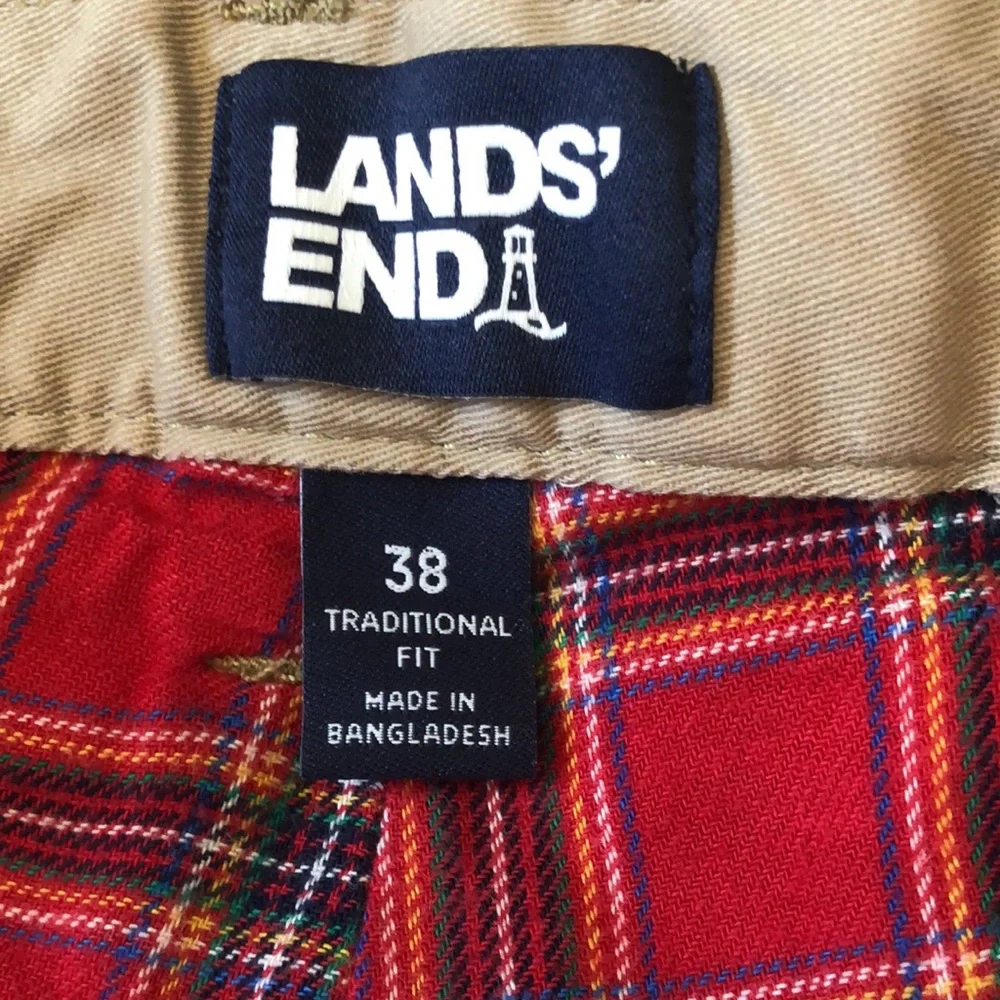 LANDS'
END
38
TRADITIONAL
FIT
MADE IN
BANGLADESH